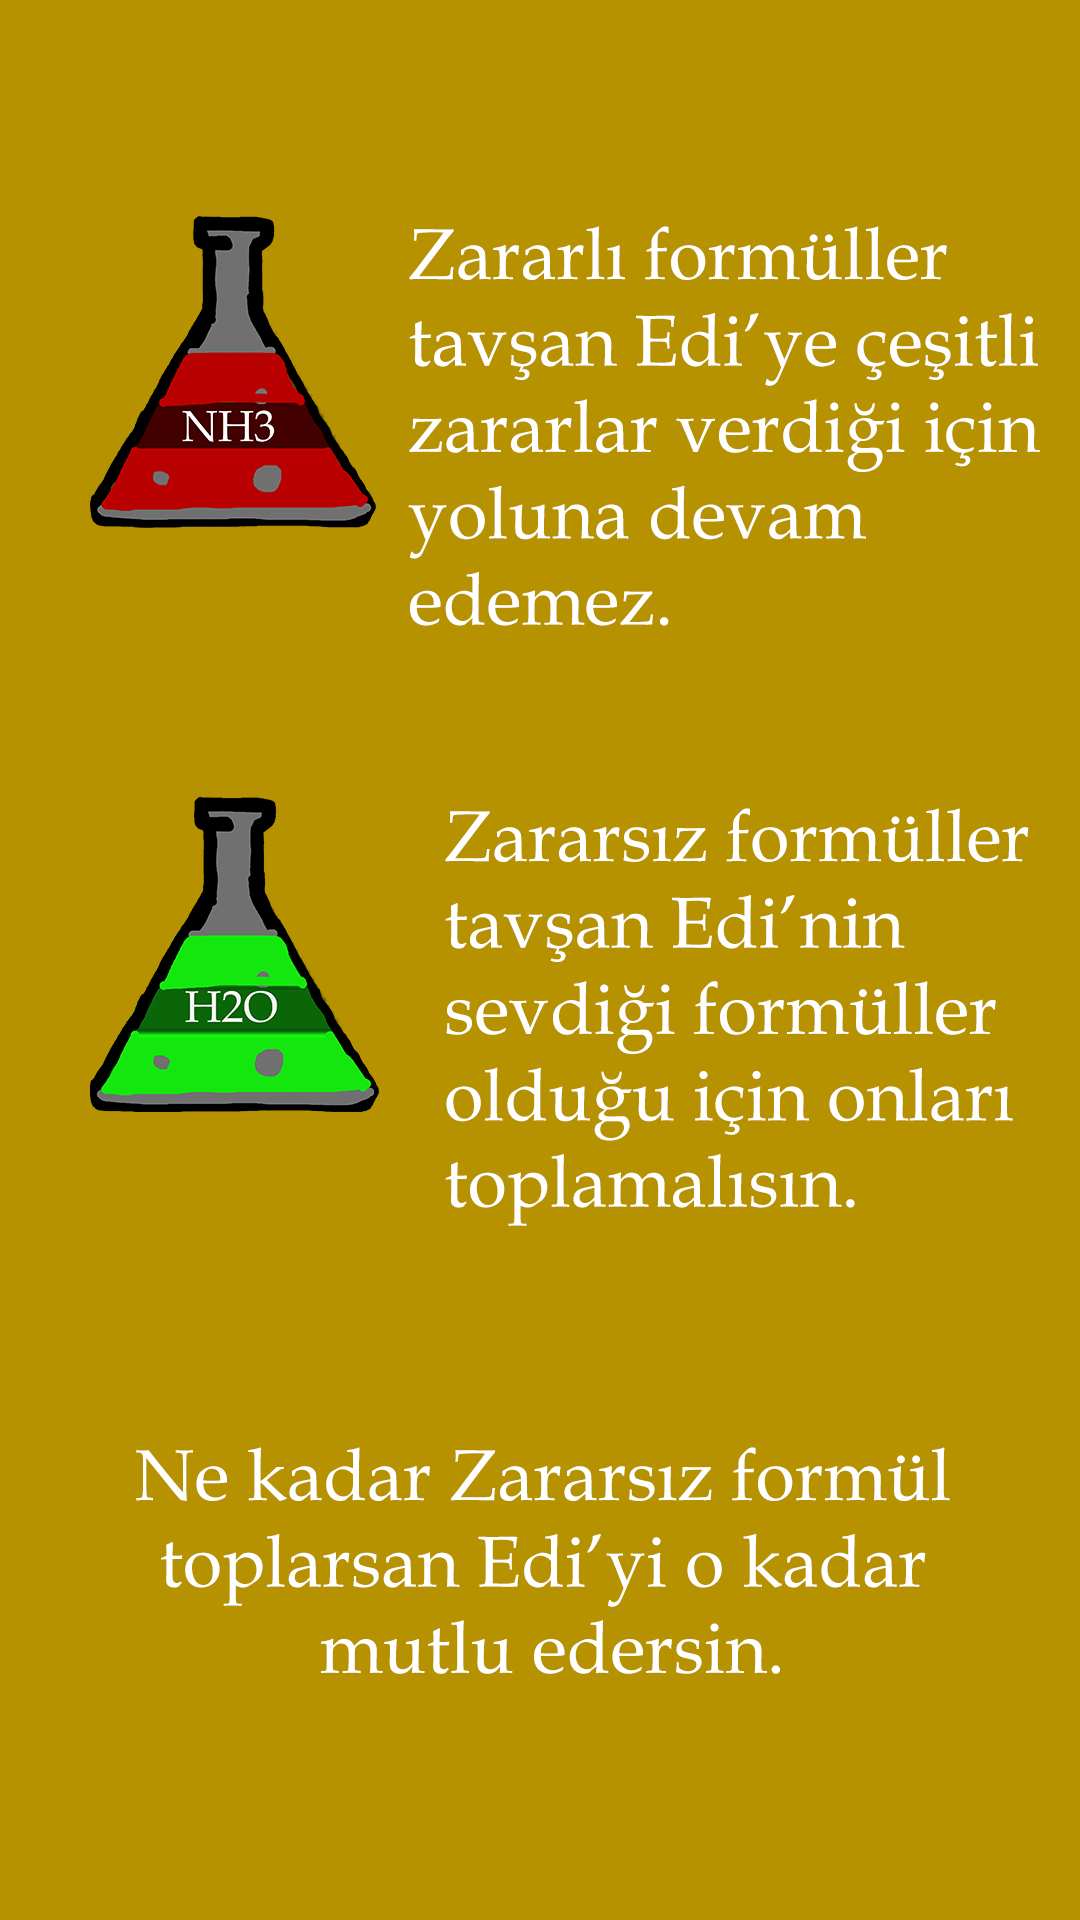 Zararlı formüller
tavşan Edi’ye çeşitli
zararlar verdiği için
yoluna devam
edemez.
NH3
Zararsız formüller
tavşan Edi’nin
sevdiği formüller
olduğu için onları
toplamalısın.
H2O
Ne kadar Zararsız formül
toplarsan Edi’yi o kadar
mutlu edersin.